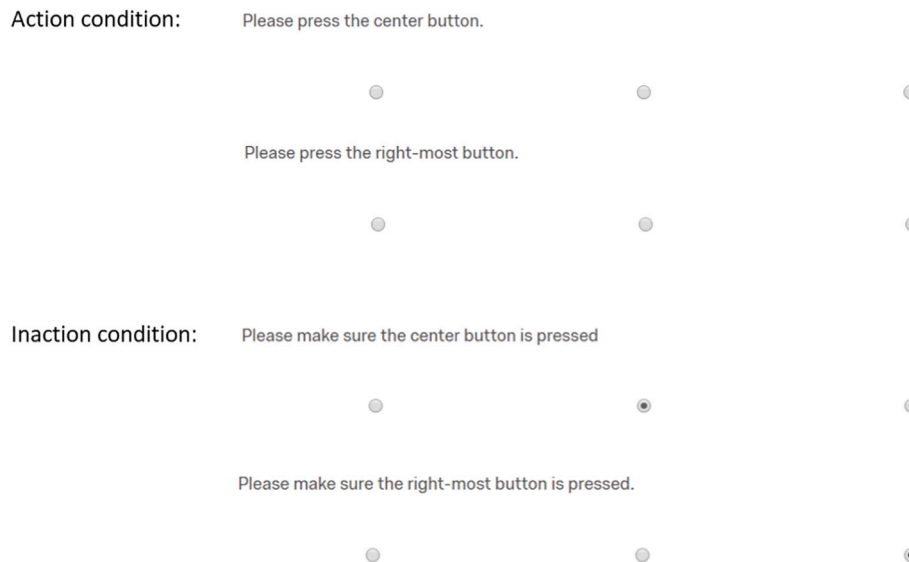 Action condition: Please press the center button.
Please press the right-most button.
Inaction condition: Please make sure the center button is pressed
Please make sure the right-most button is pressed.